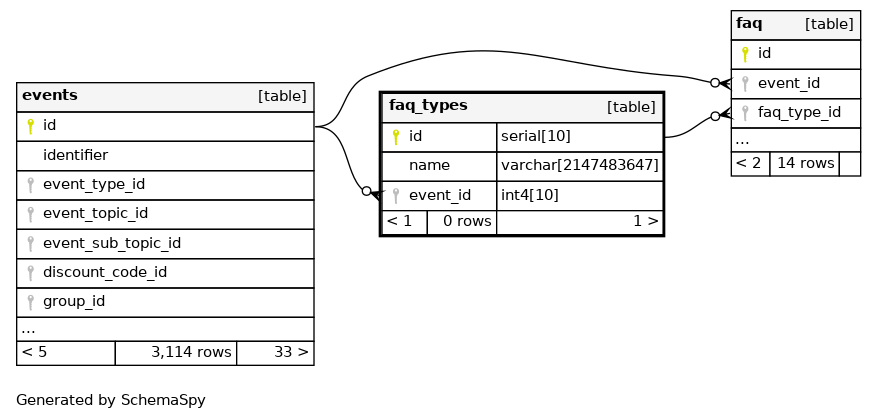 faq [table]
id
event_id
faq_type_id
...
< 2 14 rows
events [table]
id
identifier
event_type_id
event_topic_id
event_sub_topic_id
discount_code_id
group_id
...
< 5 3,114 rows 33 >
faq_types [table]
id serial[10]
name varchar[2147483647]
event_id int4[10]
< 1 0 rows 1 >
Generated by SchemaSpy